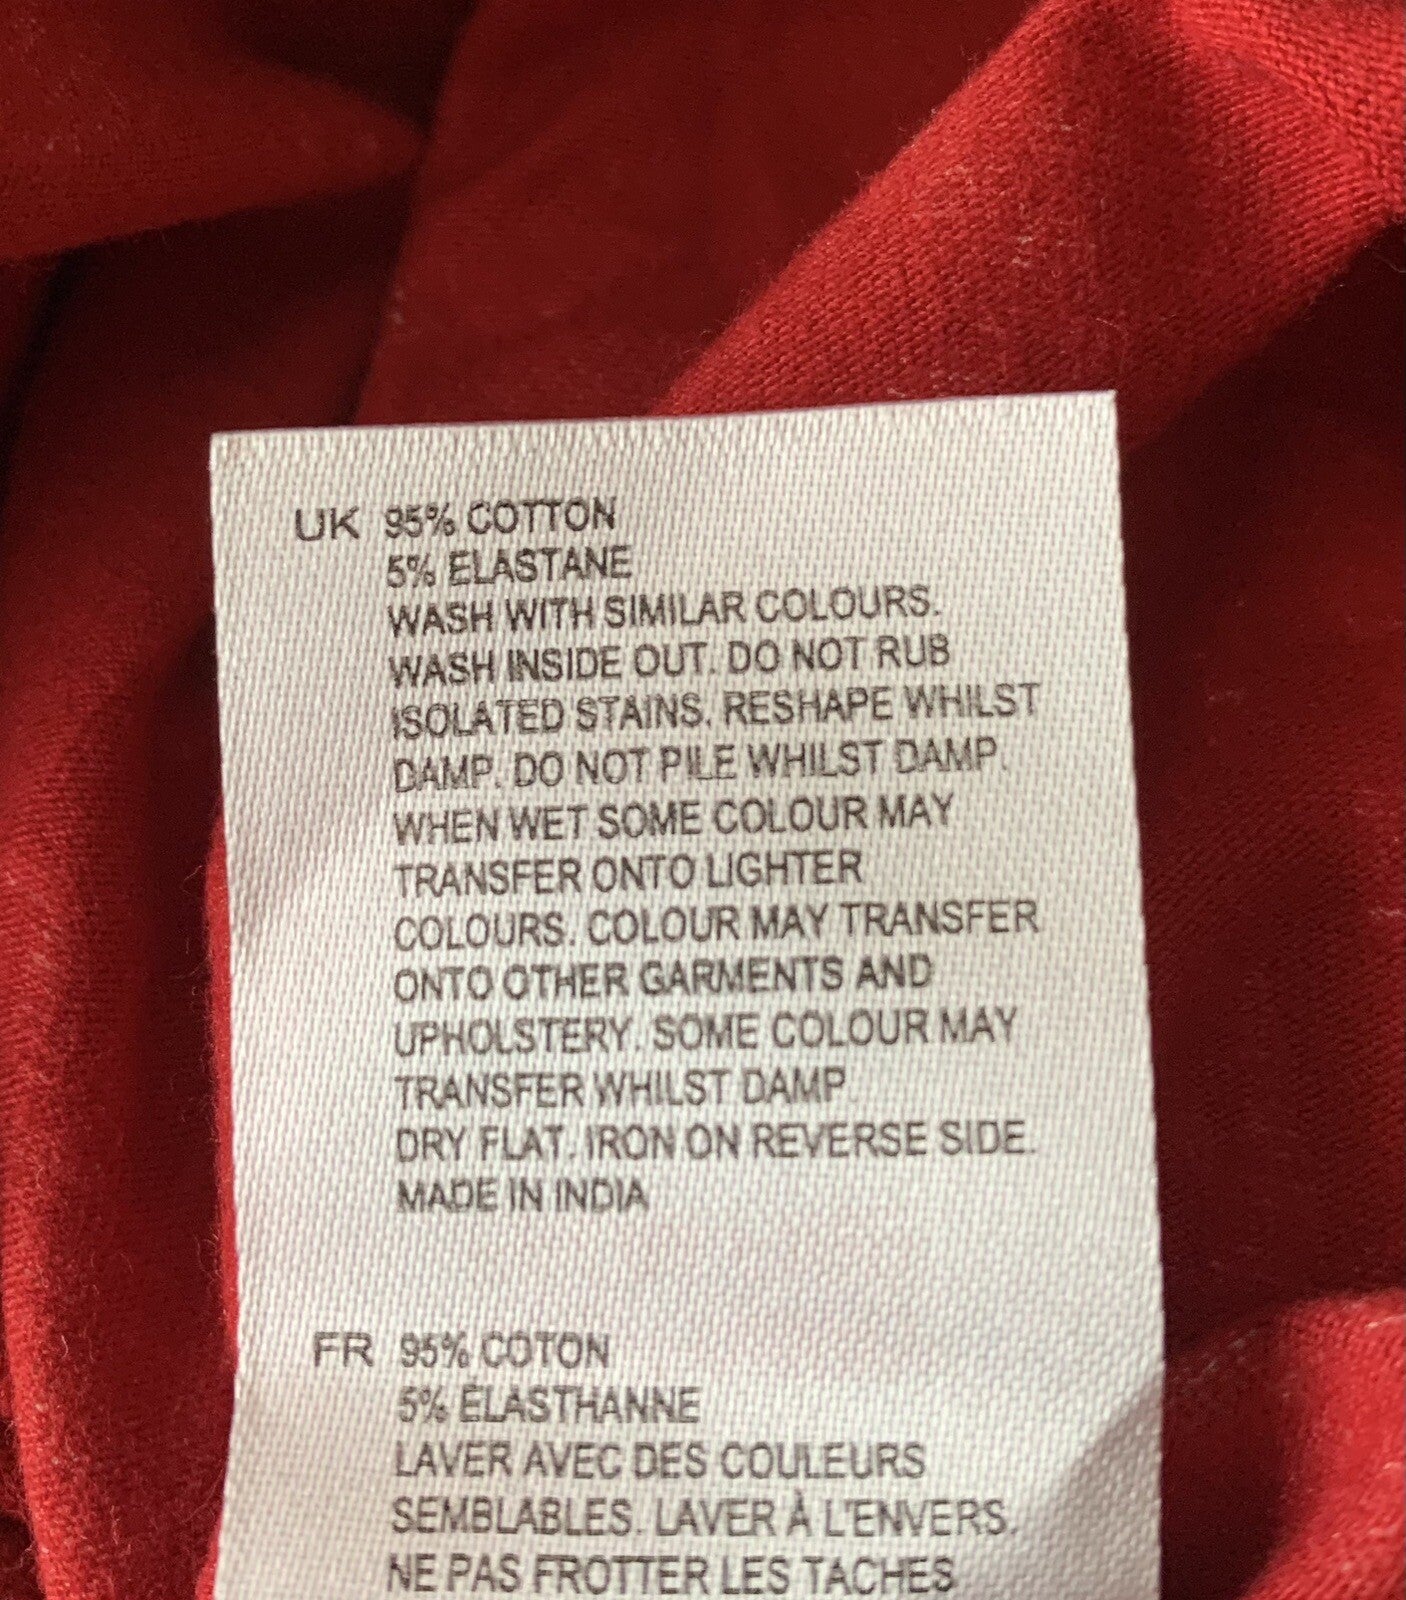 UK 95% COTTON
5% ELASTANE
WASH WITH SIMILAR COLOURS.
WASH INSIDE OUT. DO NOT RUB
ISOLATED STAINS. RESHAPE WHILST
DAMP. DO NOT PILE WHILST DAMP.
WHEN WET SOME COLOUR MAY
TRANSFER ONTO LIGHTER
COLOURS. COLOUR MAY TRANSFER
ONTO OTHER GARMENTS AND
UPHOLSTERY. SOME COLOUR MAY
TRANSFER WHILST DAMP.
DRY FLAT. IRON ON REVERSE SIDE.
MADE IN INDIA
FR 95% COTON
5% ÉLASTHANNE
LAVER AVEC DES COULEURS
SEMBLABLES. LAVER À L'ENVERS.
NE PAS FROTTER LES TACHES